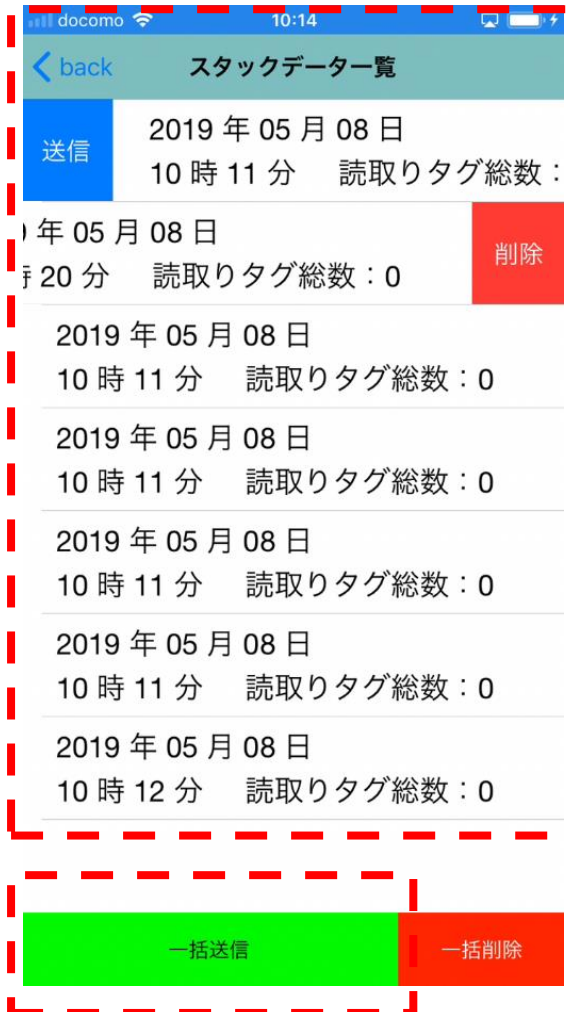 docomo 10:14
back スタックデータ一覧
送信
2019 年 05 月 08 日
10 時 11 分 読取りタグ総数：
年 05 月 08 日
20 分 読取りタグ総数：0
削除
2019 年 05 月 08 日
10 時 11 分 読取りタグ総数：0
2019 年 05 月 08 日
10 時 11 分 読取りタグ総数：0
2019 年 05 月 08 日
10 時 11 分 読取りタグ総数：0
2019 年 05 月 08 日
10 時 11 分 読取りタグ総数：0
2019 年 05 月 08 日
10 時 12 分 読取りタグ総数：0
一括送信 一括削除